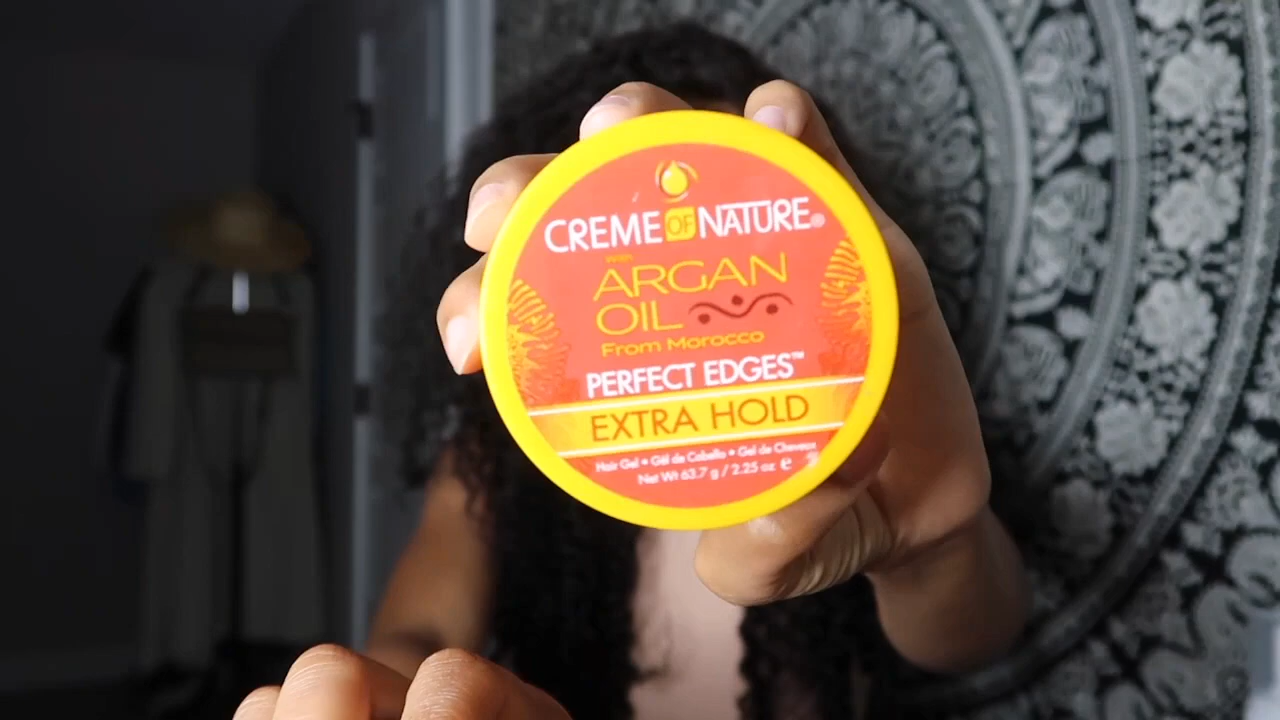 CREME OF NATURE®
With
ARGAN
OIL
From Morocco
PERFECT EDGES™
EXTRA HOLD
Hair Gel • Gel de Cabello • Gel de Cheveux
Net Wt 63.7 g / 2.25 oz e